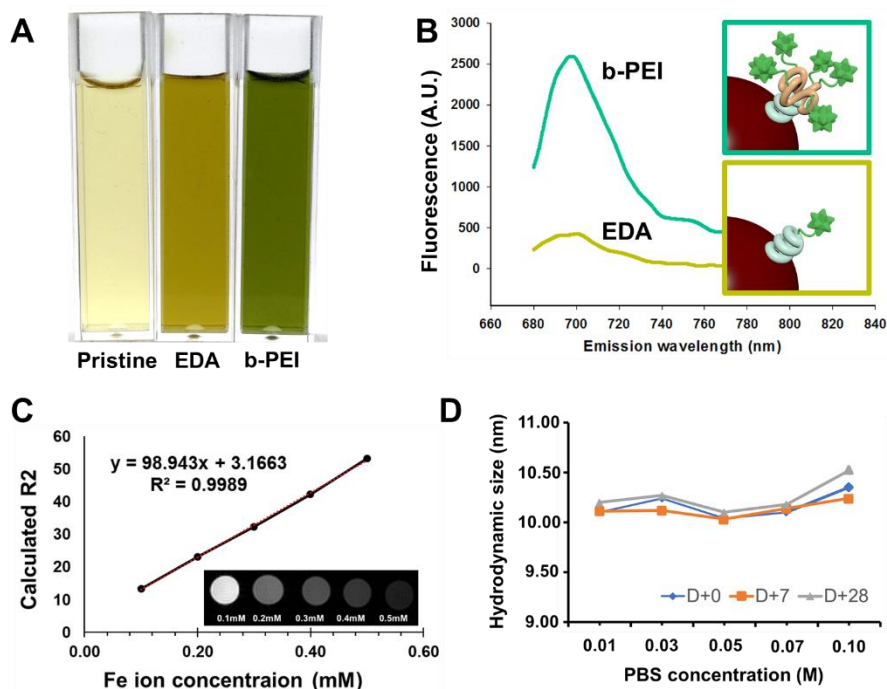 A
Pristine EDA b-PEI
B
3000
2500
2000
1500
1000
500
0
Fluorescence (A.U.)
b-PEI
EDA
660 680 700 720 740 760 780 800 820 840
Emission wavelength (nm)
C
60
50
40
30
20
10
0
Calculated R2
y = 98.943x + 3.1663
R² = 0.9989
0.1mM 0.2mM 0.3mM 0.4mM 0.5mM
0.00 0.20 0.40 0.60
Fe ion concentraion (mM)
D
11.00
10.50
10.00
9.50
9.00
Hydrodynamic size (nm)
D+0 D+7 D+28
0.01 0.03 0.05 0.07 0.10
PBS concentration (M)